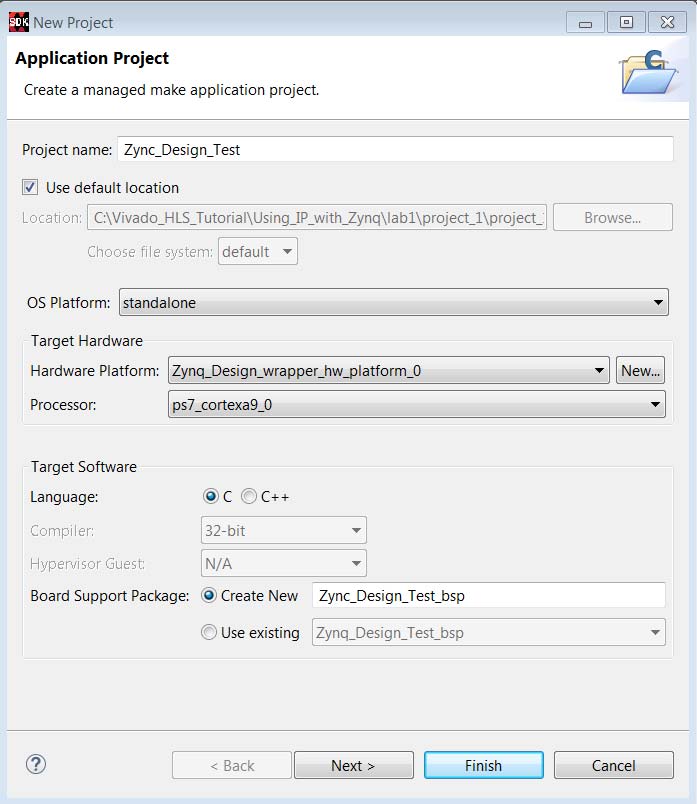 SDK New Project
Application Project
Create a managed make application project.
C
Project name: Zync_Design_Test
Use default location
Location: C:\Vivado_HLS_Tutorial\Using_IP_with_Zynq\lab1\project_1\project_ Browse...
Choose file system: default
OS Platform: standalone
Target Hardware
Hardware Platform: Zynq_Design_wrapper_hw_platform_0 New...
Processor: ps7_cortexa9_0
Target Software
Language: C C++
Compiler: 32-bit
Hypervisor Guest: N/A
Board Support Package: Create New Zync_Design_Test_bsp
Use existing Zynq_Design_Test_bsp
? < Back Next > Finish Cancel